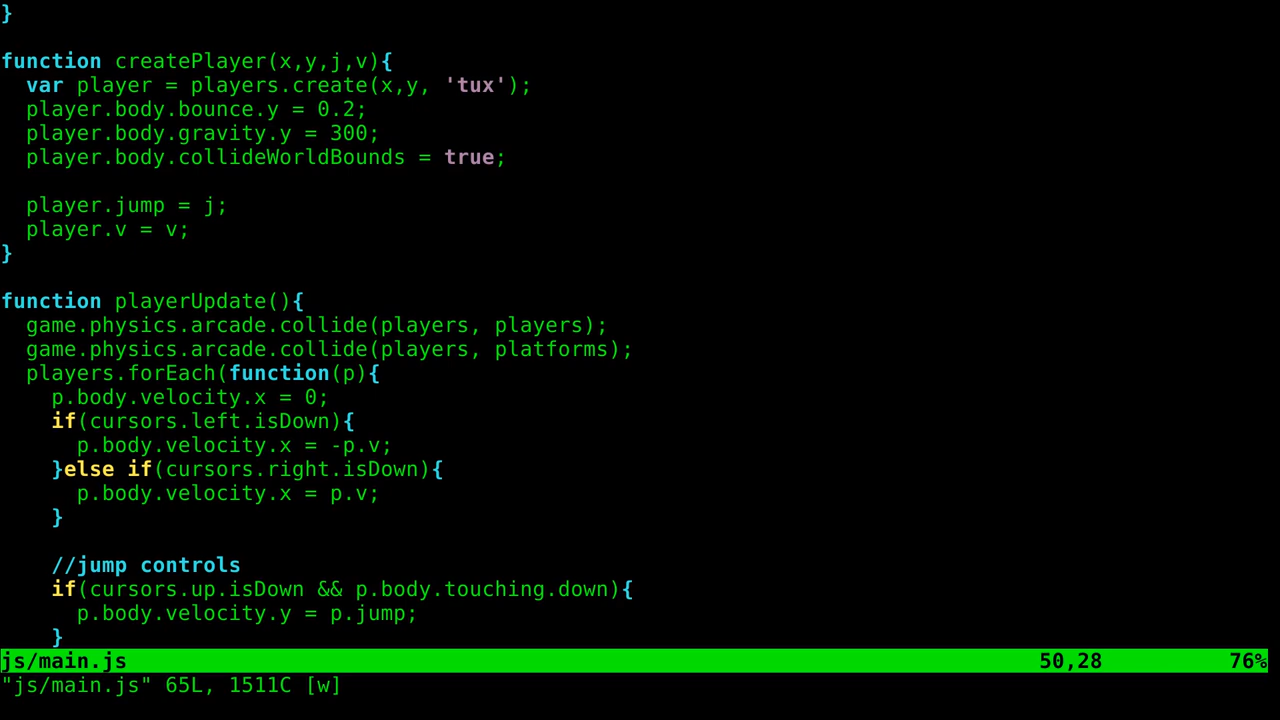 }

function createPlayer(x,y,j,v){
  var player = players.create(x,y, 'tux');
  player.body.bounce.y = 0.2;
  player.body.gravity.y = 300;
  player.body.collideWorldBounds = true;

  player.jump = j;
  player.v = v;
}

function playerUpdate(){
  game.physics.arcade.collide(players, players);
  game.physics.arcade.collide(players, platforms);
  players.forEach(function(p){
    p.body.velocity.x = 0;
    if(cursors.left.isDown){
      p.body.velocity.x = -p.v;
    }else if(cursors.right.isDown){
      p.body.velocity.x = p.v;
    }

    //jump controls
    if(cursors.up.isDown && p.body.touching.down){
      p.body.velocity.y = p.jump;
    }
js/main.js 50,28 76%
"js/main.js" 65L, 1511C [w]